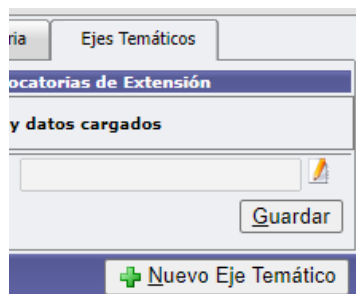 ria Ejes Temáticos
ocatorias de Extensión
y datos cargados
Guardar
Nuevo Eje Temático